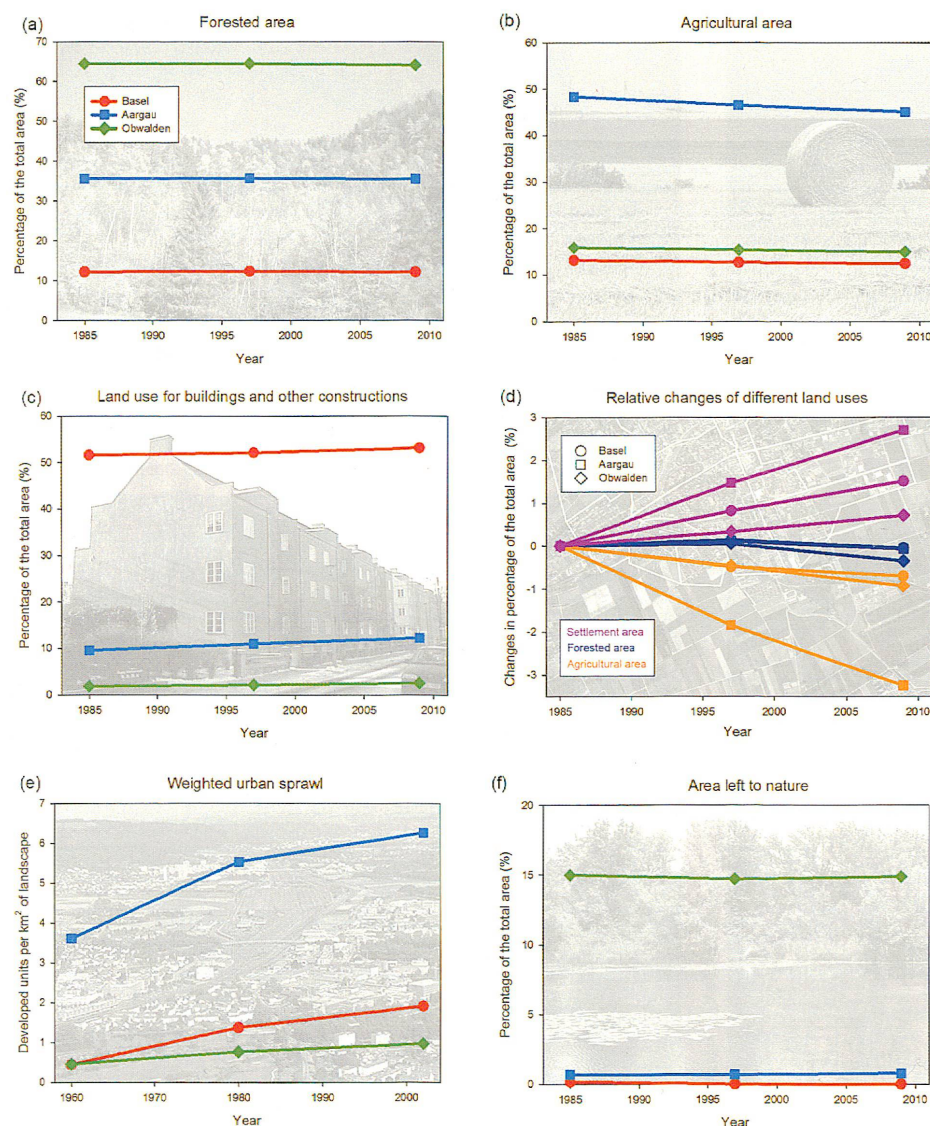 (a)
Forested area
Percentage of the total area (%)
70
60
50
40
30
20
10
0
Basel
Aargau
Obwalden
1985
1990
1995
2000
2005
2010
Year
(b)
Agricultural area
Percentage of the total area (%)
60
50
40
30
20
10
0
1985
1990
1995
2000
2005
2010
Year
(c)
Land use for buildings and other constructions
Percentage of the total area (%)
60
50
40
30
20
10
0
1985
1990
1995
2000
2005
2010
Year
(d)
Relative changes of different land uses
Changes in percentage of the total area (%)
3
2
1
0
-1
-2
-3
Basel
Aargau
Obwalden
Settlement area
Forested area
Agricultural area
1985
1990
1995
2000
2005
2010
Year
(e)
Weighted urban sprawl
Developed units per km² of landscape
7
6
5
4
3
2
1
0
1960
1970
1980
1990
2000
Year
(f)
Area left to nature
Percentage of the total area (%)
20
15
10
5
0
1985
1990
1995
2000
2005
2010
Year